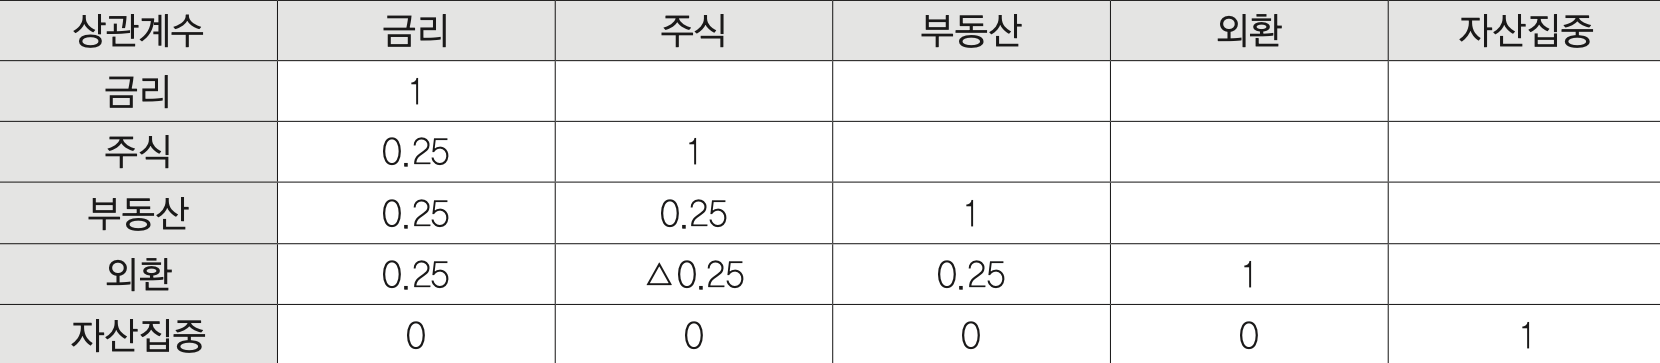 상관계수 금리 주식 부동산 외환 자산집중
금리 1
주식 0.25 1
부동산 0.25 0.25 1
외환 0.25 △0.25 0.25 1
자산집중 0 0 0 0 1